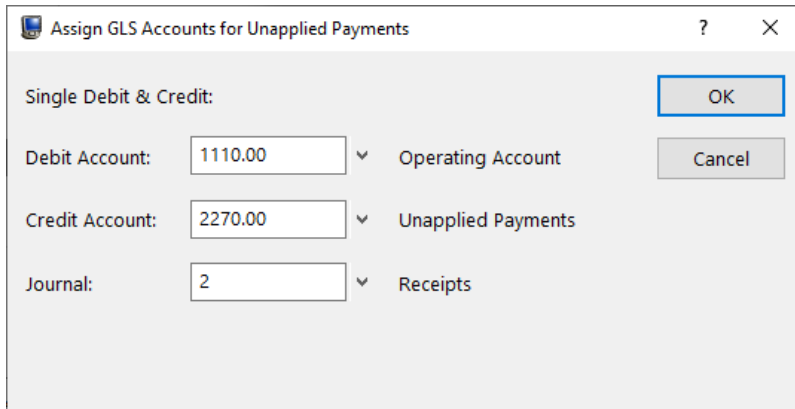 Assign GLS Accounts for Unapplied Payments ?
Single Debit & Credit: OK
Debit Account: 1110.00 Operating Account Cancel
Credit Account: 2270.00 Unapplied Payments
Journal: 2 Receipts